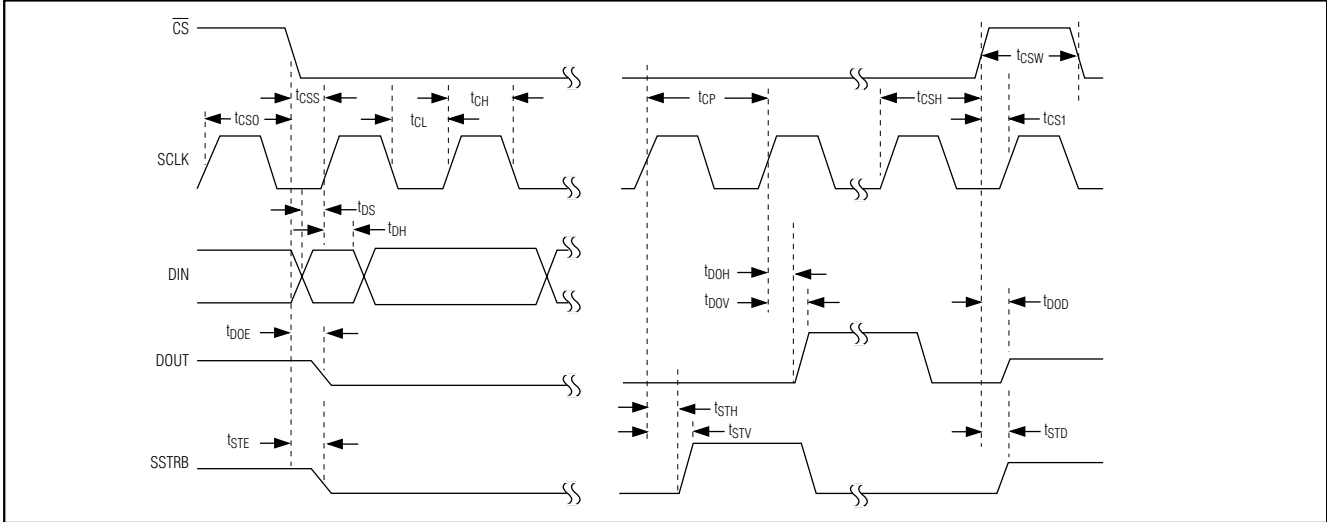 CS
tCSW
tCSS
tCH
tCP
tCSH
tCSO
tCL
tCS1
SCLK
tDS
tDH
DIN
tDOH
tDOV
tDOD
tDOE
DOUT
tSTH
tSTV
tSTE
tSTD
SSTRB